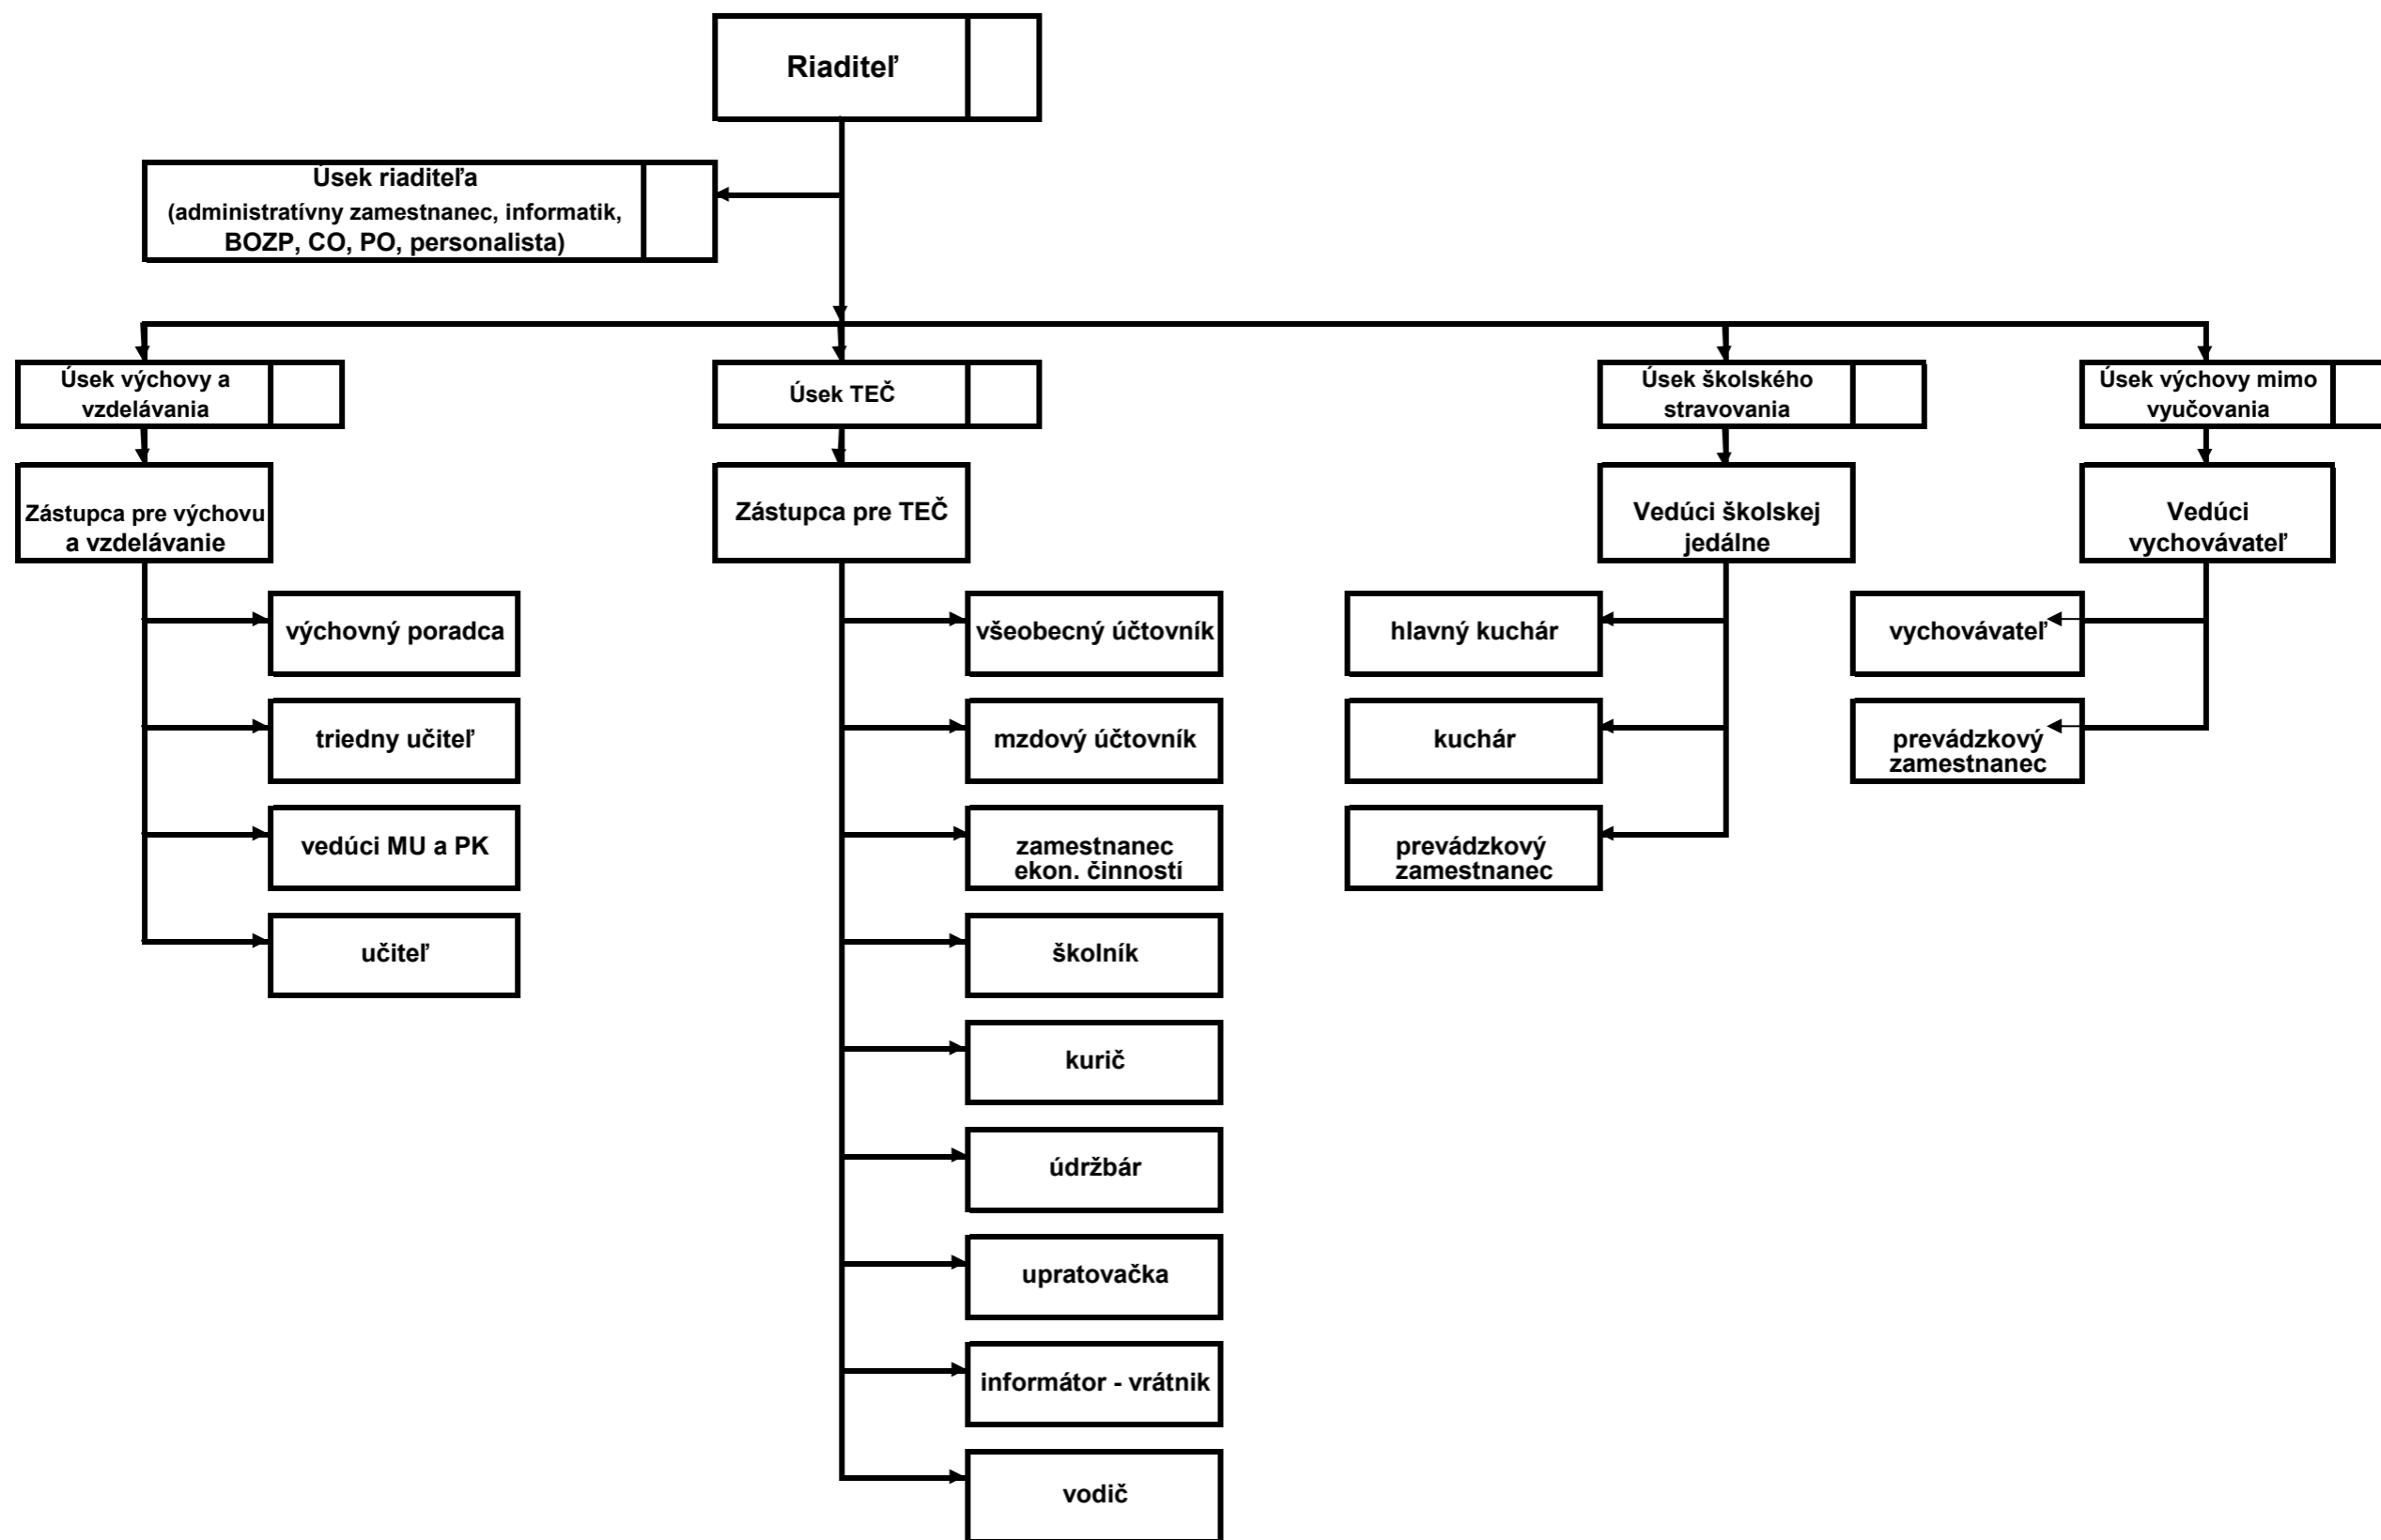 Riaditeľ
Úsek riaditeľa
(administratívny zamestnanec, informatik,
BOZP, CO, PO, personalista)
Úsek výchovy a
vzdelávania
Úsek TEČ
Úsek školského
stravovania
Úsek výchovy mimo
vyučovania
Zástupca pre výchovu
a vzdelávanie
Zástupca pre TEČ
Vedúci školskej
jedálne
Vedúci
vychovávateľ
výchovný poradca
triedny učiteľ
vedúci MU a PK
učiteľ
všeobecný účtovník
mzdový účtovník
zamestnanec
ekon. činností
školník
kurič
údržbár
upratovačka
informátor - vrátnik
vodič
hlavný kuchár
kuchár
prevádzkový
zamestnanec
vychovávateľ
prevádzkový
zamestnanec